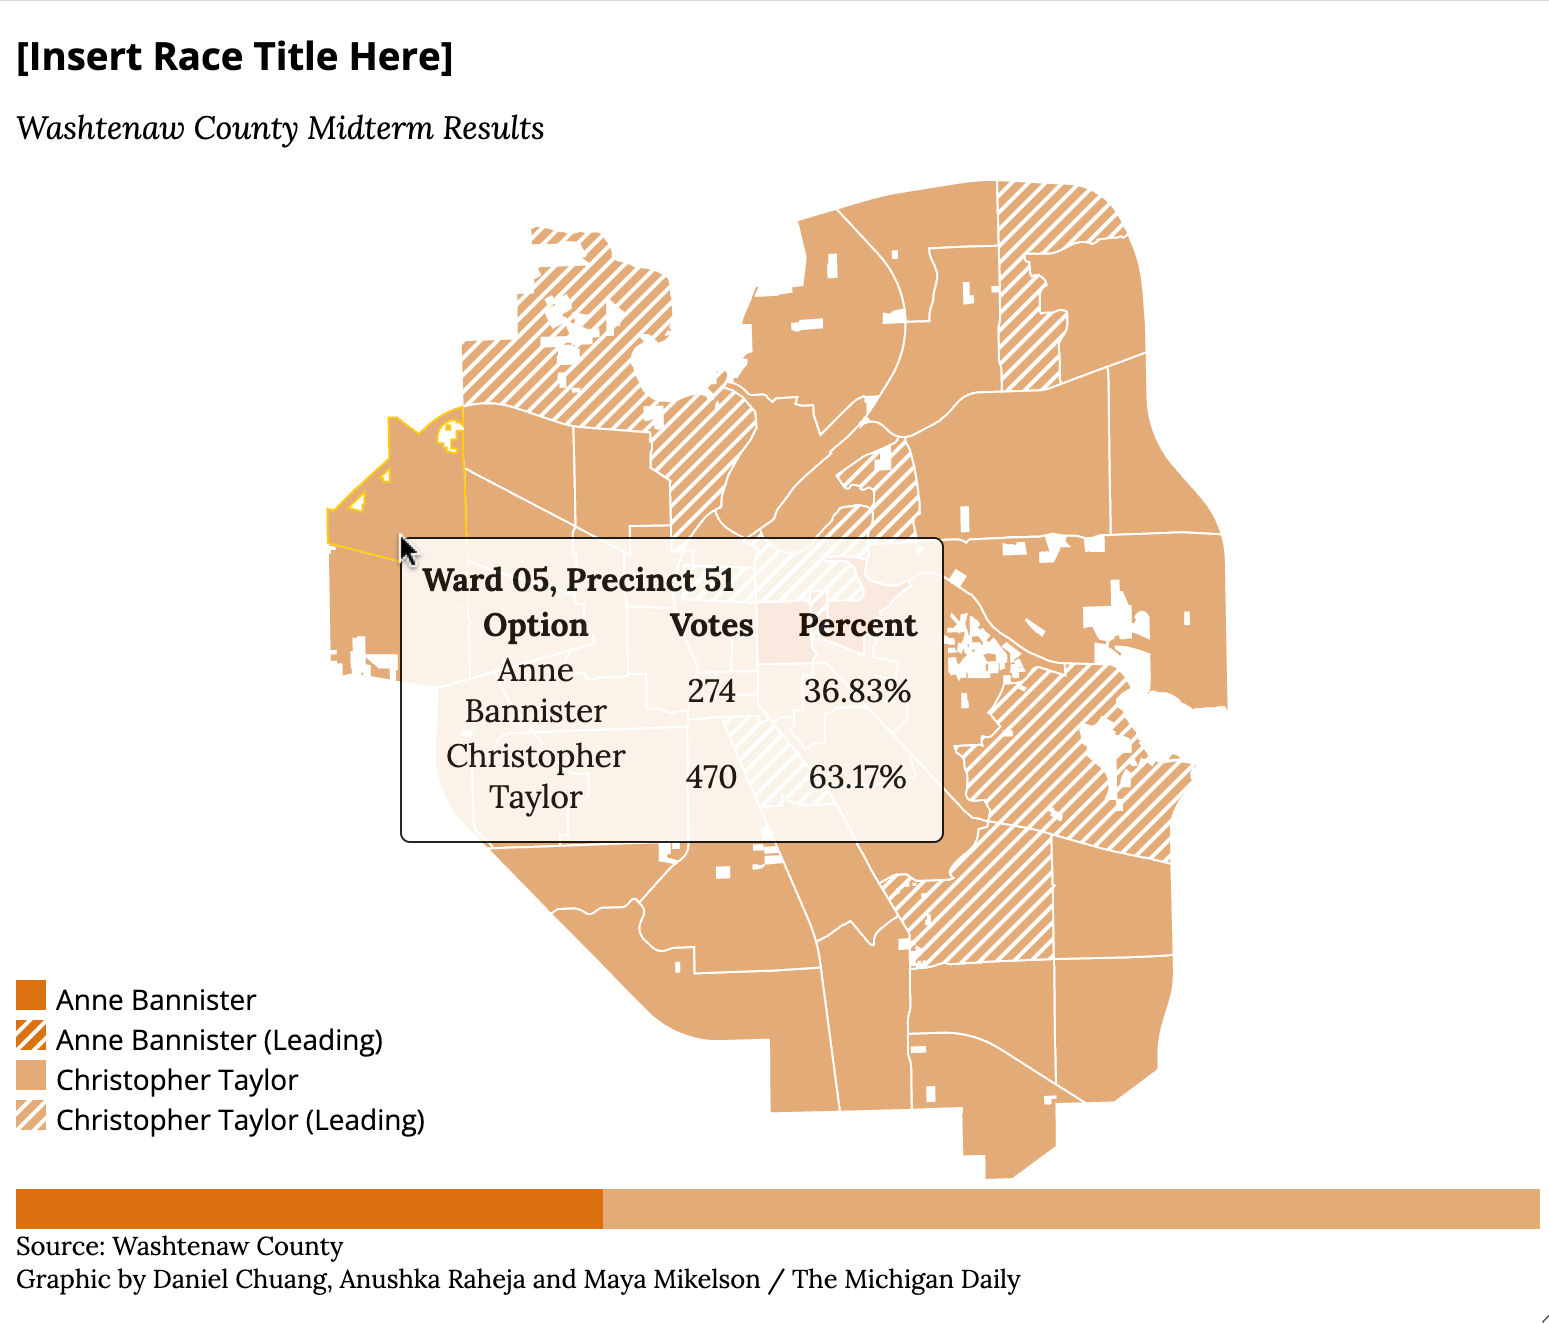 [Insert Race Title Here]
Washtenaw County Midterm Results
Ward 05, Precinct 51
Option Votes Percent
Anne
Bannister 274 36.83%
Christopher
Taylor 470 63.17%
Anne Bannister
Anne Bannister (Leading)
Christopher Taylor
Christopher Taylor (Leading)
Source: Washtenaw County
Graphic by Daniel Chuang, Anushka Raheja and Maya Mikelson / The Michigan Daily